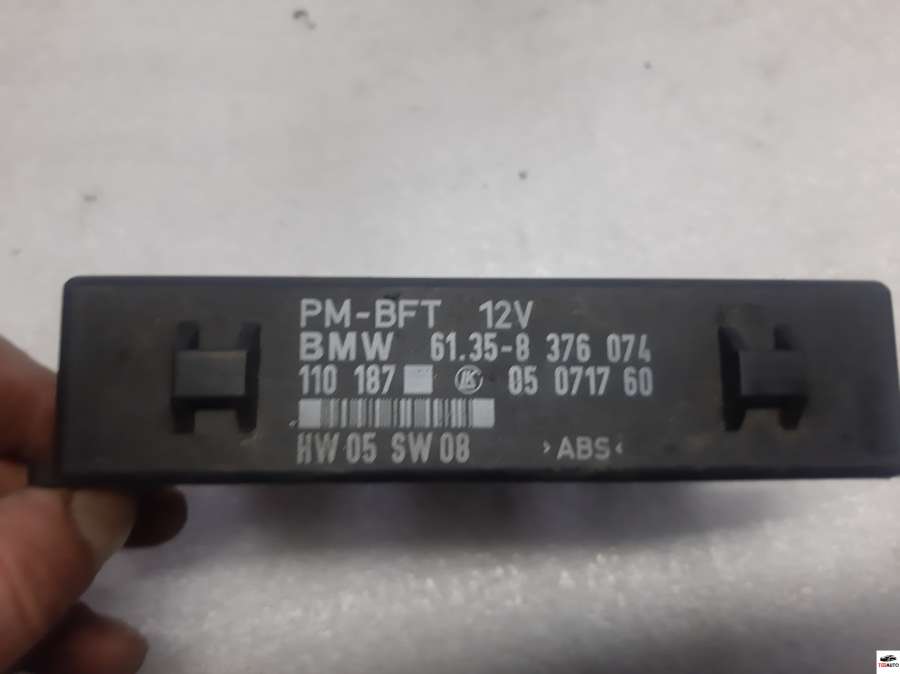 PM-BFT 12V
BMW 61.35-8 376 074
110 187 LK 05 0717 60
HW 05 SW 08 >ABS<